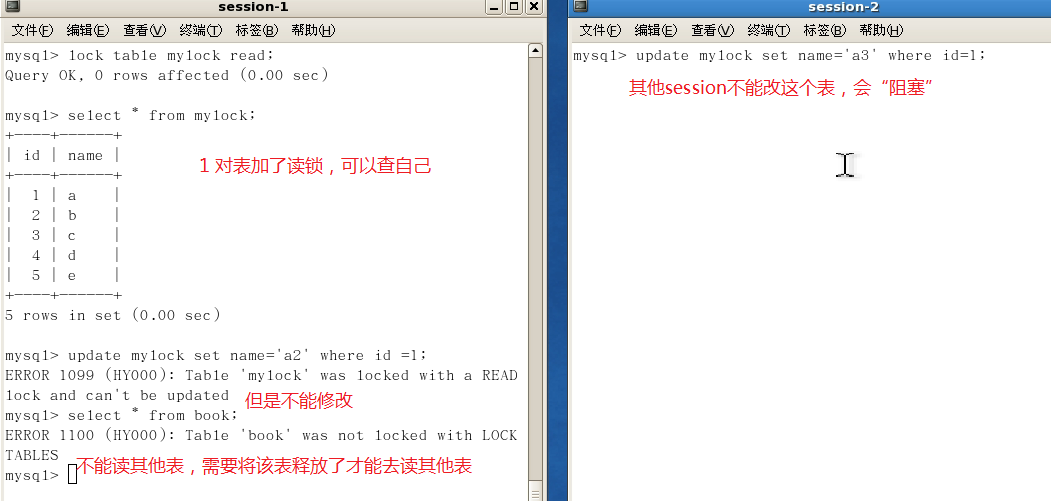 session-1
文件(F) 编辑(E) 查看(V) 终端(T) 标签(B) 帮助(H)
mysql> lock table mylock read;
Query OK, 0 rows affected (0.00 sec)
mysql> select * from mylock;
+----+------+
| id | name |
+----+------+
| 1 | a |
| 2 | b |
| 3 | c |
| 4 | d |
| 5 | e |
+----+------+
5 rows in set (0.00 sec)
1 对表加了读锁，可以查自己
mysql> update mylock set name='a2' where id =1;
ERROR 1099 (HY000): Table 'mylock' was locked with a READ
lock and can't be updated
但是不能修改
mysql> select * from book;
ERROR 1100 (HY000): Table 'book' was not locked with LOCK
TABLES
不能读其他表，需要将该表释放了才能去读其他表
mysql>
session-2
文件(F) 编辑(E) 查看(V) 终端(T) 标签(B) 帮助(H)
mysql> update mylock set name='a3' where id=1;
其他session不能改这个表，会“阻塞”